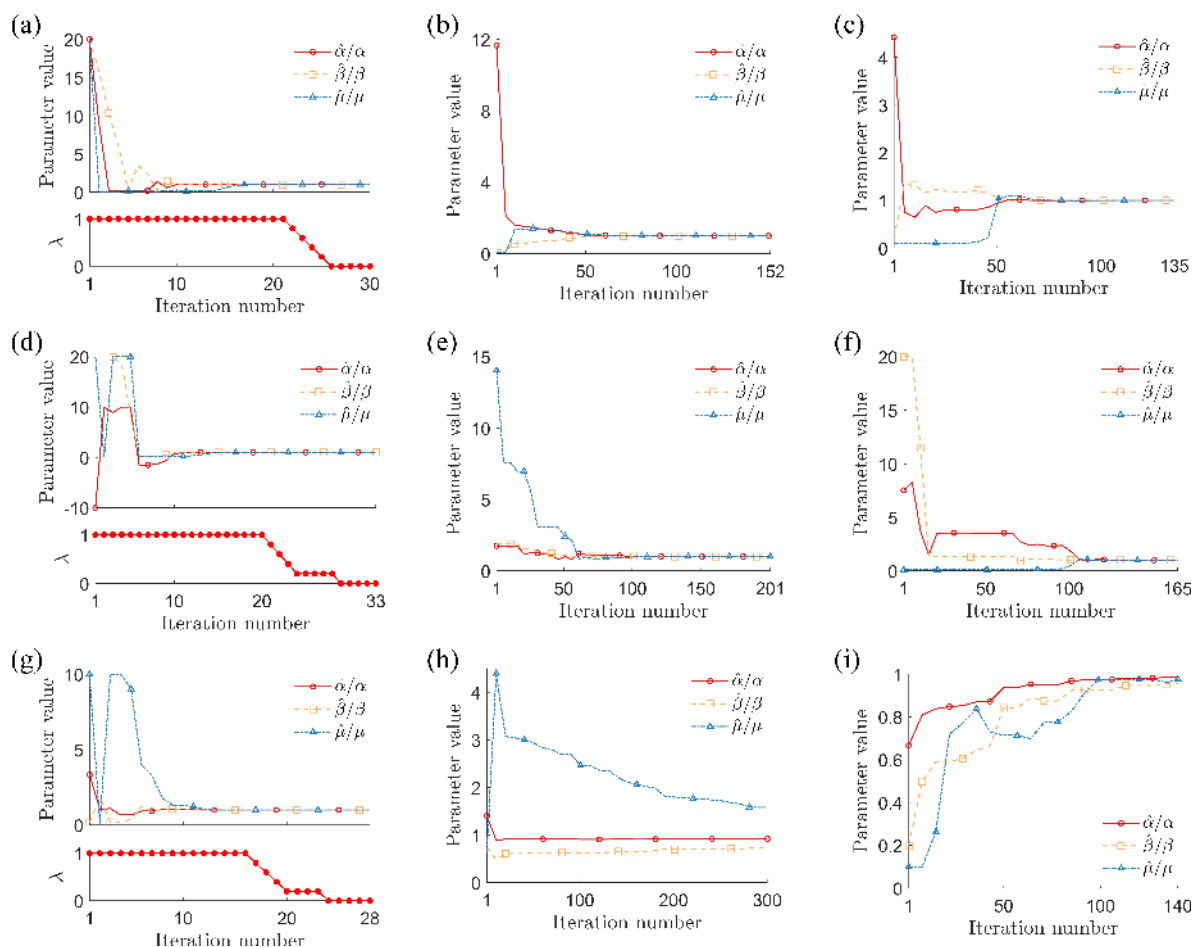 (a)
Parameter value
20
15
10
5
0
α̂/α
β̂/β
μ̂/μ
λ
1
0
1
10
20
30
Iteration number
(b)
Parameter value
12
8
4
0
α̂/α
β̂/β
μ̂/μ
1
50
100
152
Iteration number
(c)
Parameter value
4
3
2
1
0
α̂/α
β̂/β
μ̂/μ
1
50
100
135
Iteration number
(d)
Parameter value
20
10
0
-10
α̂/α
β̂/β
μ̂/μ
λ
1
0
1
10
20
33
Iteration number
(e)
Parameter value
15
10
5
0
α̂/α
β̂/β
μ̂/μ
1
50
100
150
201
Iteration number
(f)
Parameter value
20
15
10
5
0
α̂/α
β̂/β
μ̂/μ
1
50
100
165
Iteration number
(g)
Parameter value
10
5
0
α̂/α
β̂/β
μ̂/μ
λ
1
0
1
10
20
28
Iteration number
(h)
Parameter value
4
3
2
1
0
α̂/α
β̂/β
μ̂/μ
1
100
200
300
Iteration number
(i)
Parameter value
1
0.8
0.6
0.4
0.2
0
α̂/α
β̂/β
μ̂/μ
1
50
100
140
Iteration number